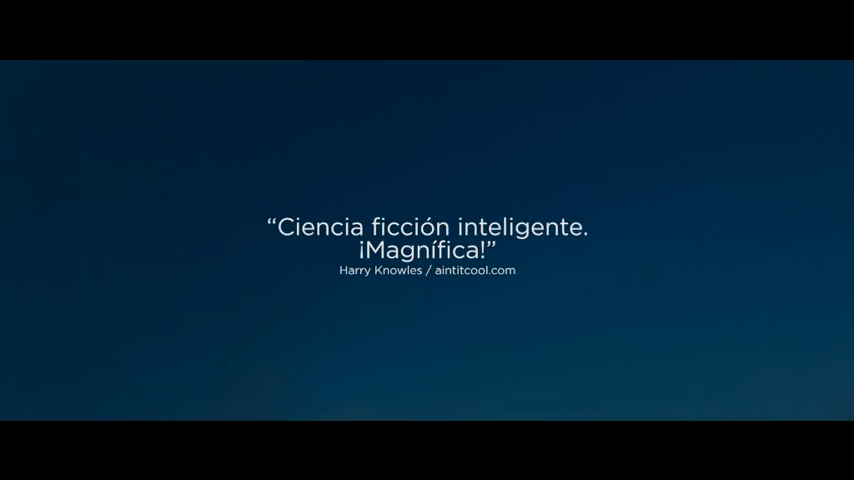 “Ciencia ficción inteligente.
¡Magnífica!”
Harry Knowles / aintitcool.com